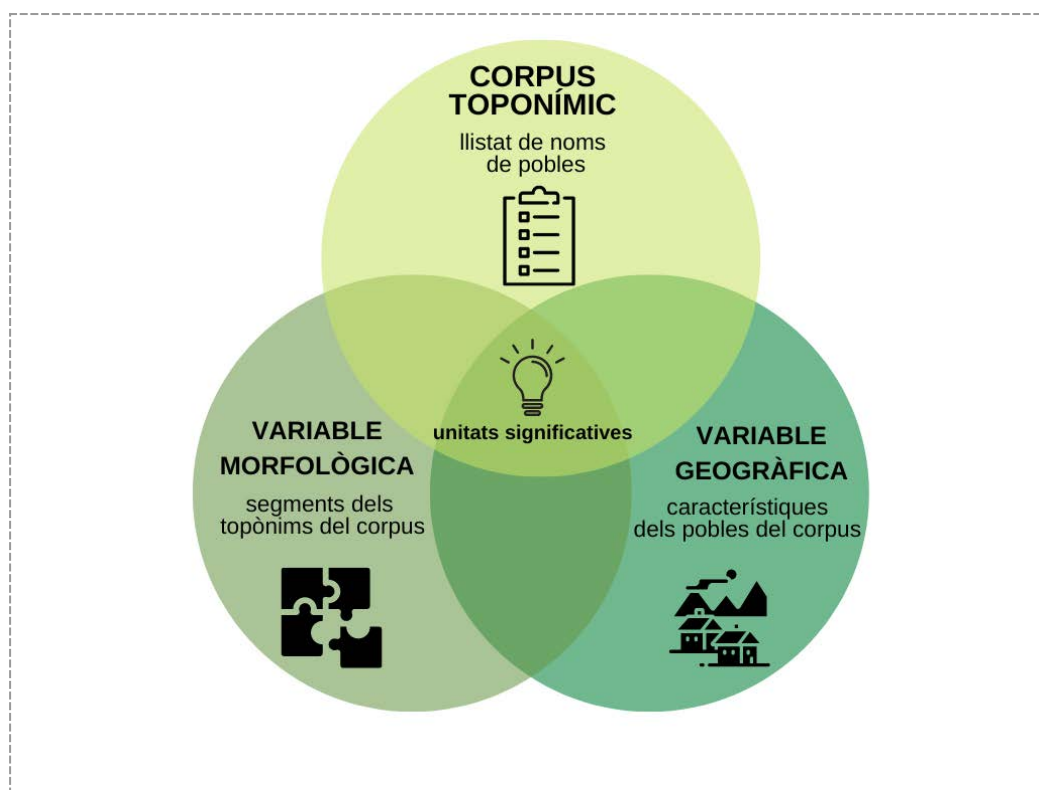 CORPUS
TOPONÍMIC
llistat de noms
de pobles
unitats significatives
VARIABLE
MORFOLÒGICA
segments dels
topònims del corpus
VARIABLE
GEOGRÀFICA
característiques
dels pobles del corpus